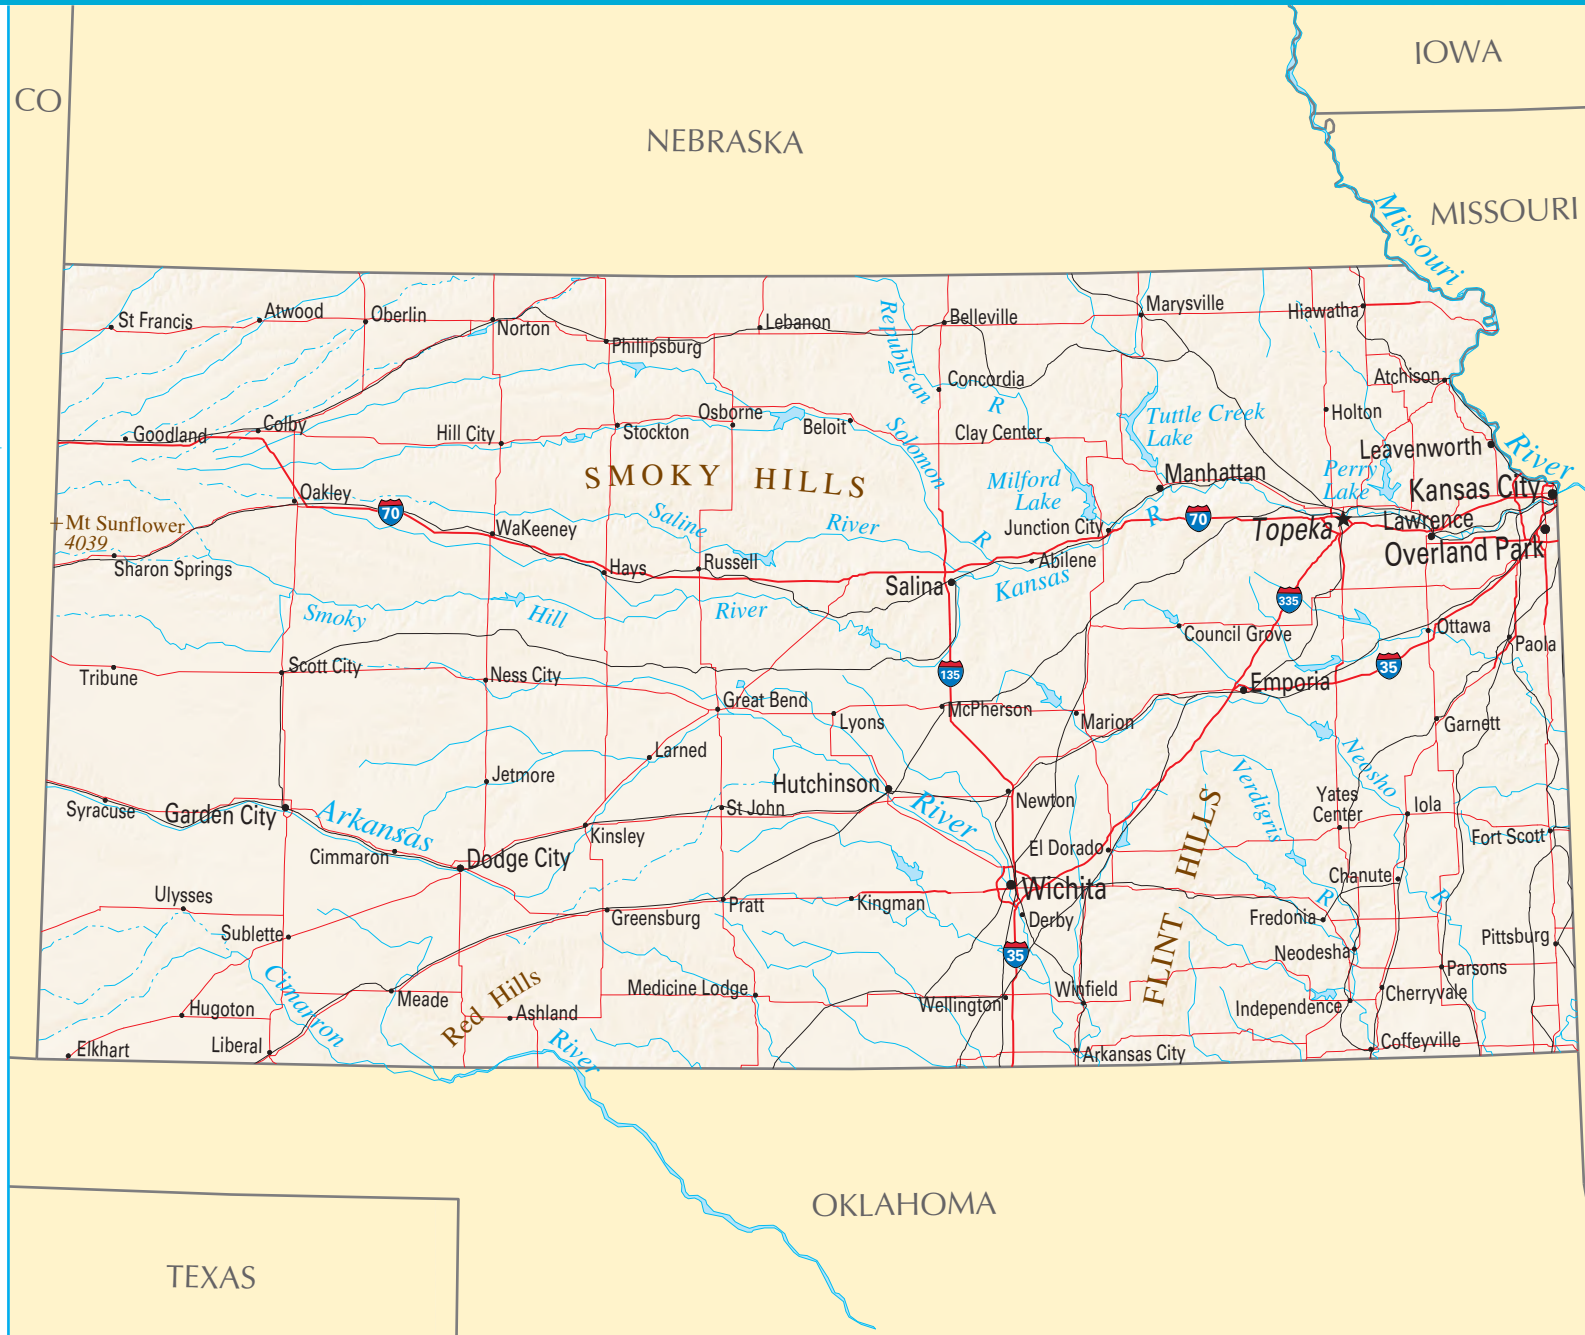 IOWA
CO
NEBRASKA
MISSOURI
Missouri
St Francis
Atwood
Oberlin
Norton
Phillipsburg
Lebanon
Republican
Belleville
Marysville
Hiawatha
Concordia
R
Atchison
Tuttle Creek
Lake
Holton
Goodland
Colby
Hill City
Stockton
Osborne
Beloit
Solomon
Clay Center
Leavenworth
River
SMOKY HILLS
Milford
Lake
Manhattan
Perry
Lake
Kansas City
Oakley
70
Mt Sunflower
4039
WaKeeney
Saline
River
R
Junction City
R
70
Topeka
Lawrence
Overland Park
Sharon Springs
Hays
Russell
Salina
Abilene
Kansas
335
Smoky
Hill
River
Council Grove
Ottawa
Paola
Tribune
Scott City
Ness City
135
35
Emporia
Great Bend
Lyons
McPherson
Marion
Garnett
Larned
Jetmore
Hutchinson
River
Newton
Verdigris
Neosho
Syracuse
Garden City
Arkansas
Kinsley
St John
HILLS
Yates
Center
Iola
Fort Scott
Cimmaron
Dodge City
El Dorado
Chanute
Ulysses
Wichita
R
R
Greensburg
Pratt
Kingman
Derby
Fredonia
Sublette
35
FLINT
Neodesha
Pittsburg
Parsons
Cimarron
Meade
Red Hills
Medicine Lodge
Wellington
Winfield
Independence
Cherryvale
Hugoton
Ashland
Elkhart
Liberal
River
Arkansas City
Coffeyville
OKLAHOMA
TEXAS